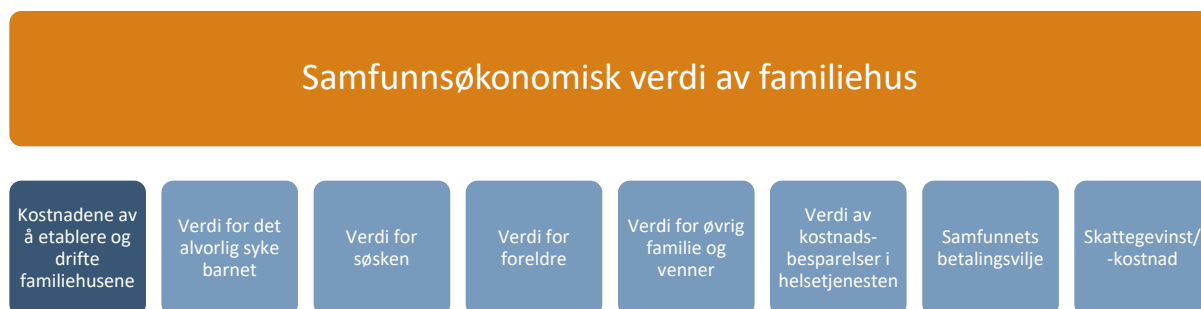 Samfunnsøkonomisk verdi av familiehus
Kostnadene av
å etablere og
drifte
familiehusene
Verdi for det
alvorlig syke
barnet
Verdi for
søsken
Verdi for
foreldre
Verdi for øvrig
familie og
venner
Verdi av
kostnads-
besparelser i
helsetjenesten
Samfunnets
betalingsvilje
Skattegevinst/
-kostnad